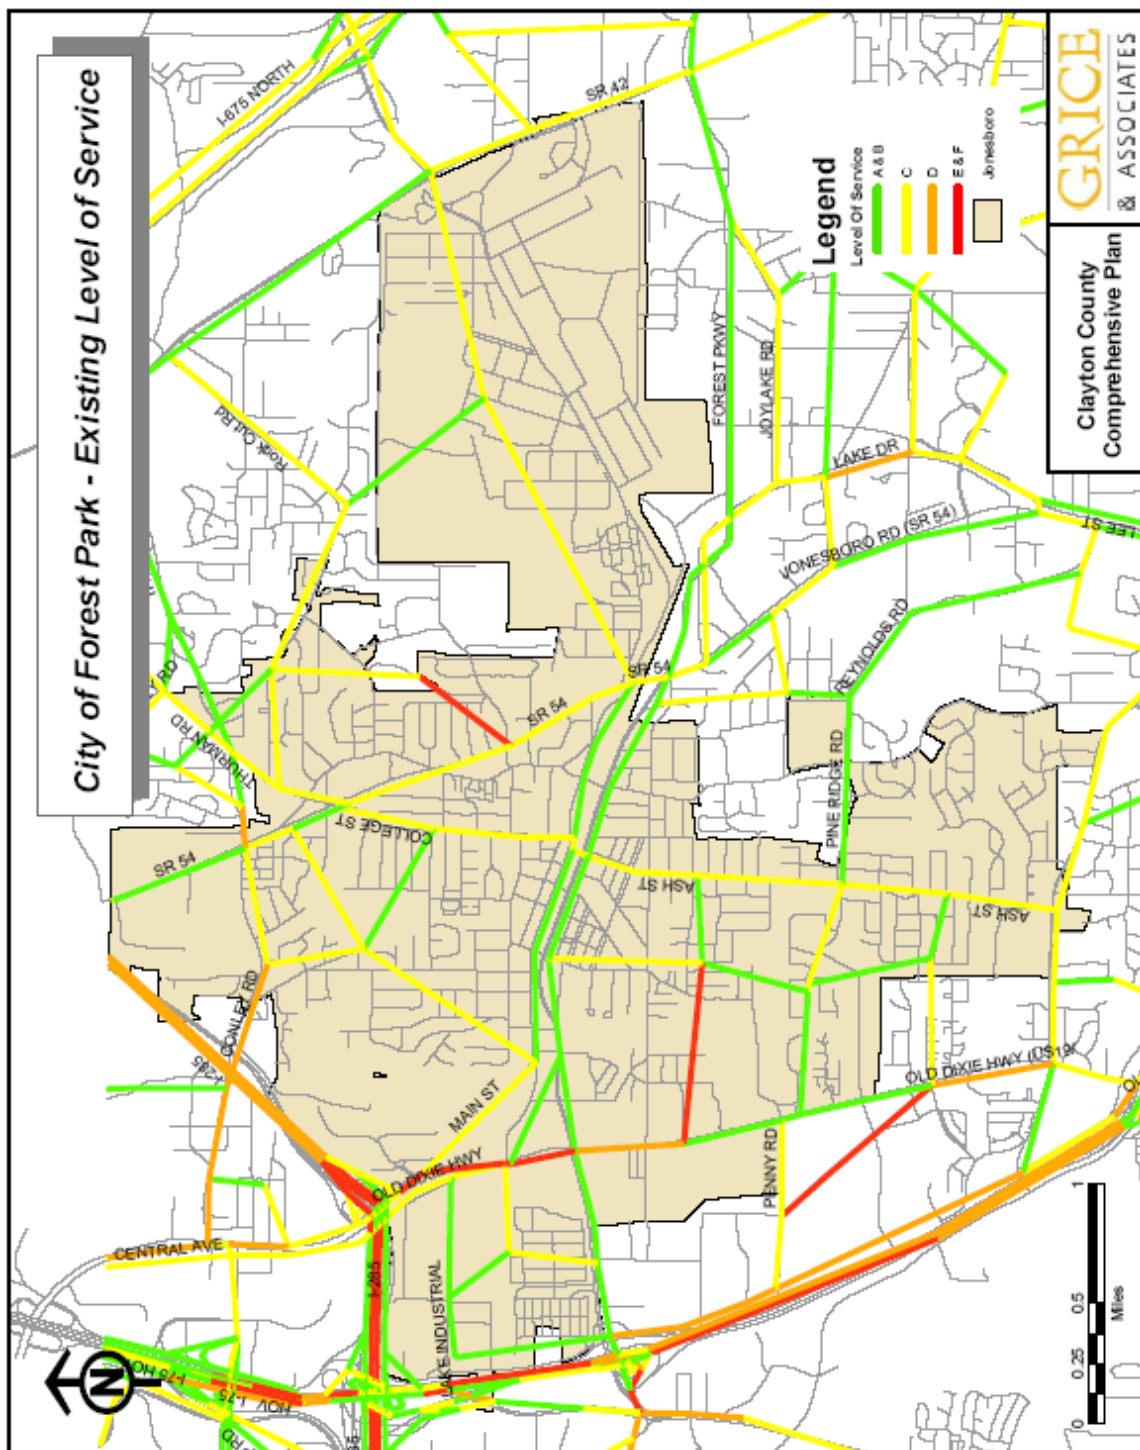 City of Forest Park - Existing Level of Service
I-675 NORTH
SR 42
Rock Cut Rd
THURMAN RD
SR 54
CONLEY RD
I-285
COLLEGE ST
SR 54
SR 54
FOREST PKWY
JOYLAKE RD
LAKE DR
JONESBORO RD (SR 54)
LEE ST
REYNOLDS RD
PINE RIDGE RD
ASH ST
ASH ST
MAIN ST
OLD DIXIE HWY
OLD DIXIE HWY (US19/
PENNY RD
CENTRAL AVE
I-285
LAKE INDUSTRIAL
I-75
HOV
N
Legend
Level Of Service
A & B
C
D
E & F
Jonesboro
0 0.25 0.5 1
Miles
Clayton County
Comprehensive Plan
GRICE
& ASSOCIATES